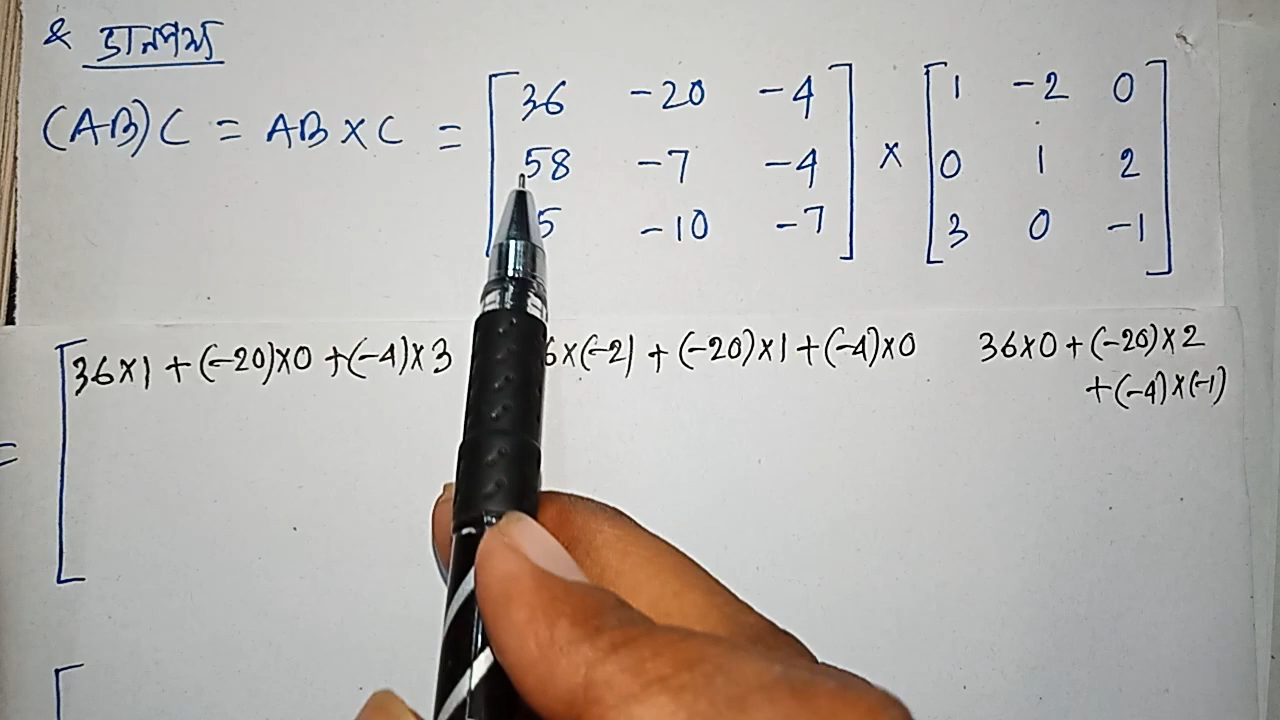 & ডানপক্ষ
(AB)C = AB×C = [36 -20 -4] × [1 -2 0]
[58 -7 -4] [0 1 2]
[5 -10 -7] [3 0 -1]
= [36×1+(-20)×0+(-4)×3 6×(-2)+(-20)×1+(-4)×0 36×0+(-20)×2
+(-4)×(-1)